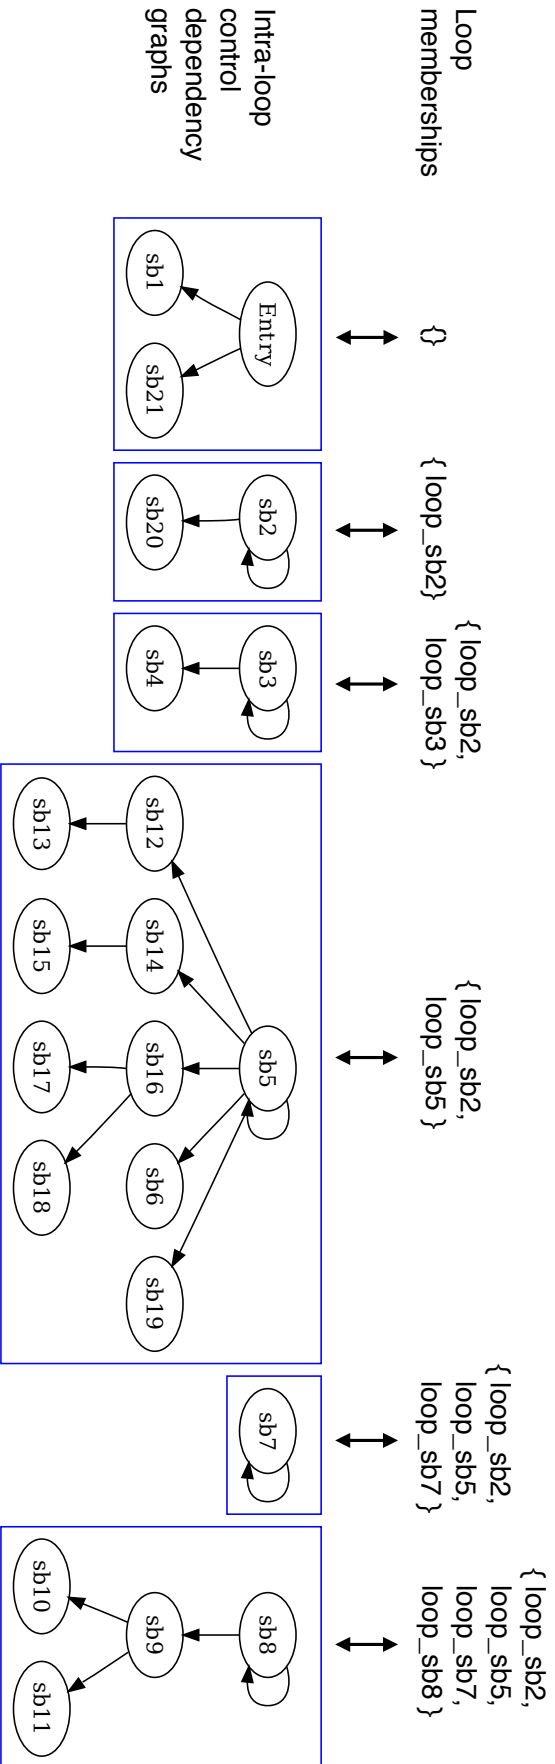 Loop
memberships
{}
{ loop_sb2}
{ loop_sb2,
loop_sb3 }
{ loop_sb2,
loop_sb5 }
{ loop_sb2,
loop_sb5,
loop_sb7 }
{ loop_sb2,
loop_sb5,
loop_sb7,
loop_sb8 }
Intra-loop
control
dependency
graphs
Entry
sb1
sb21
sb2
sb20
sb3
sb4
sb5
sb12
sb14
sb16
sb6
sb19
sb13
sb15
sb17
sb18
sb7
sb8
sb9
sb10
sb11